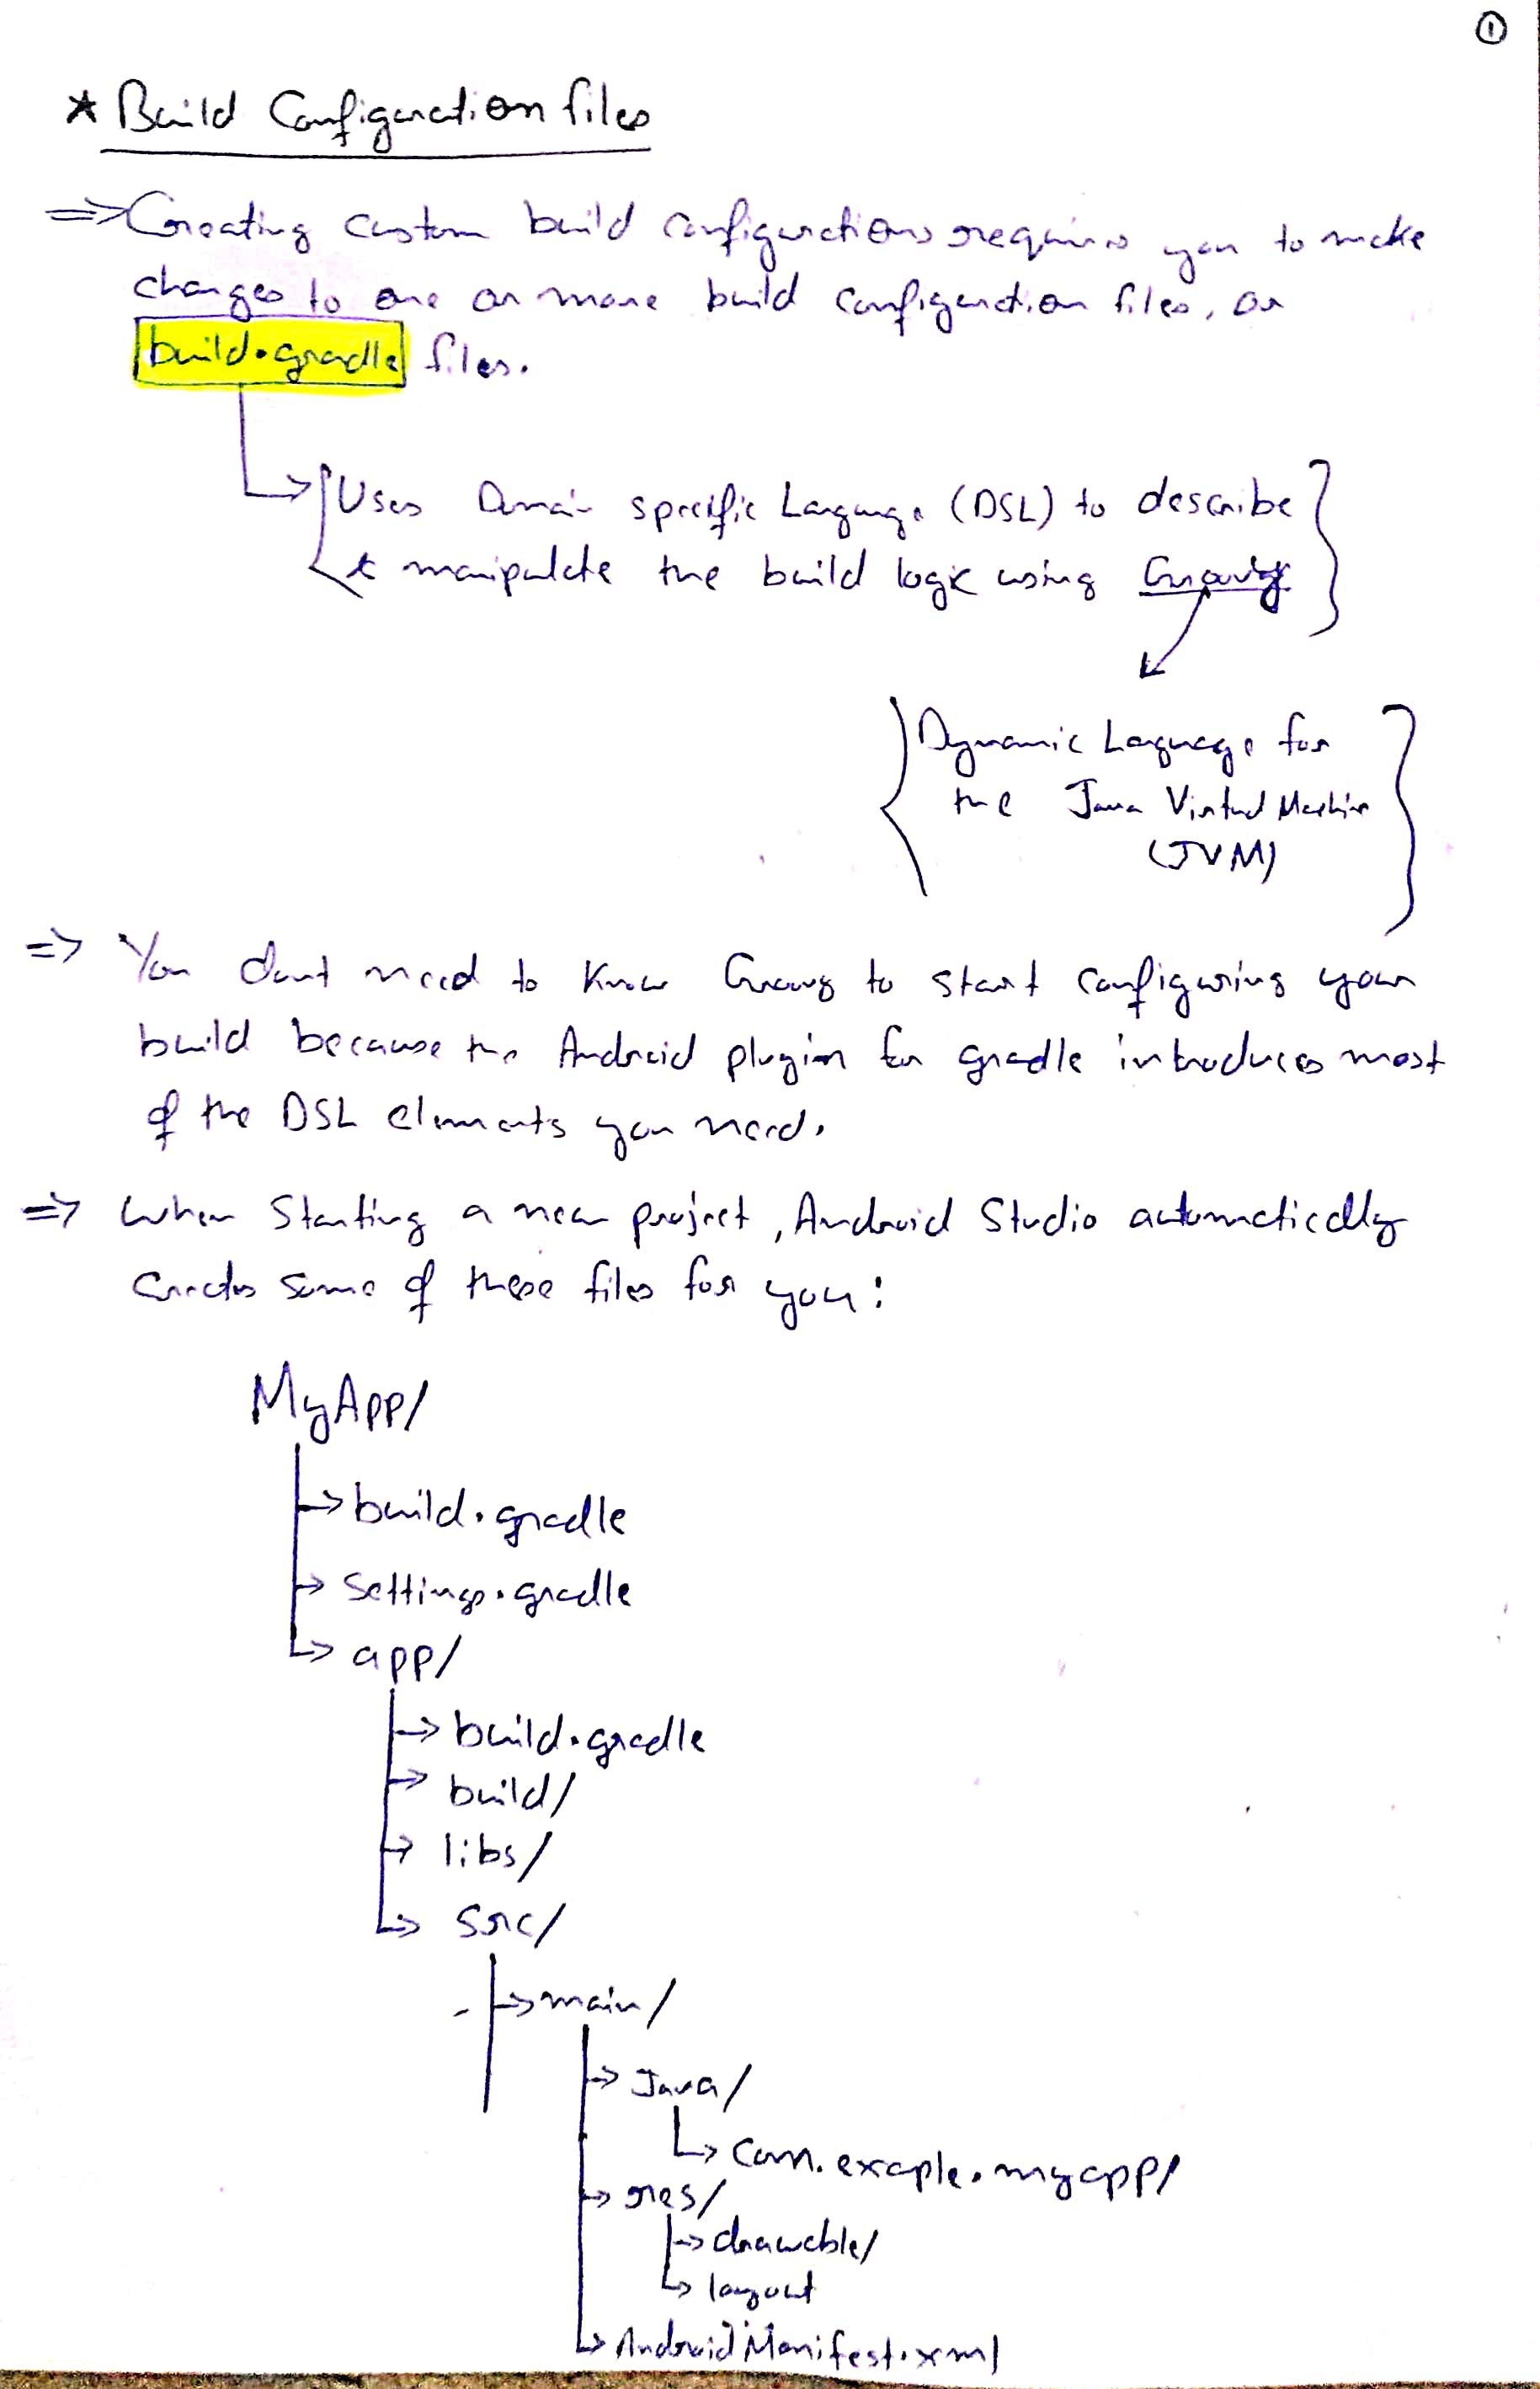 ①
* Build Configuration files
=> Creating custom build configurations requires you to make
changes to one or more build configuration files, or
build.gradle files.
Uses Domain specific Language (DSL) to describe
& manipulate the build logic using Groovy
Dynamic Language for
the Java Virtual Machine
(JVM)
=> You dont need to know Groovy to start configuring your
build because the Android plugin for gradle introduces most
of the DSL elements you need.
=> When Starting a new project, Android Studio automatically
creates some of these files for you:
MyApp/
build.gradle
settings.gradle
app/
build.gradle
build/
libs/
src/
main/
Java/
com.exaple.myapp/
res/
drawable/
layout
AndroidManifest.xml